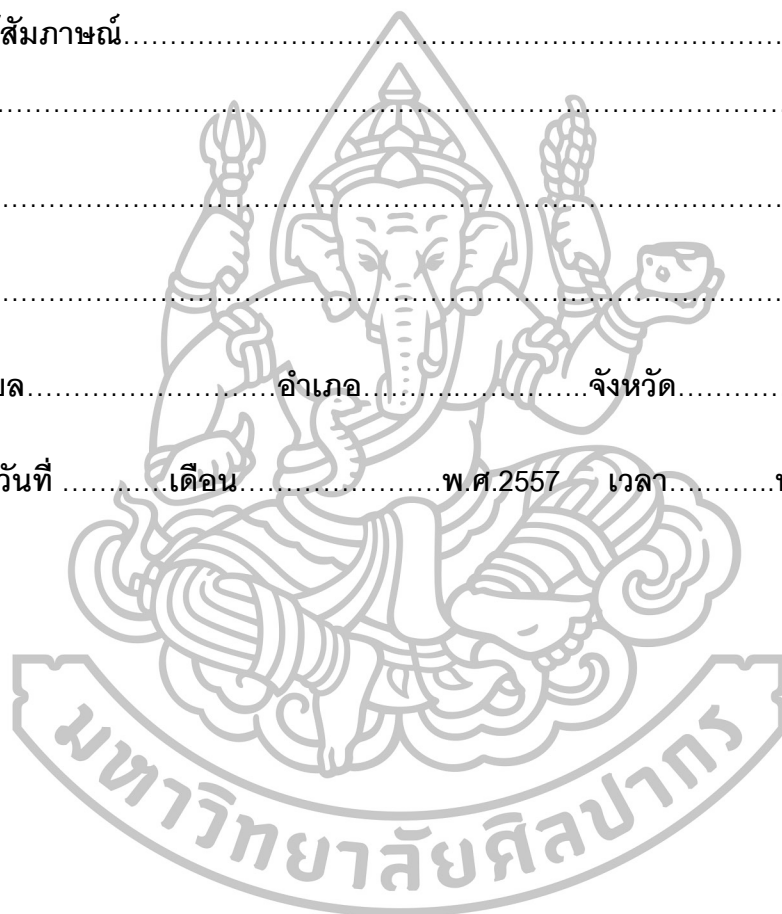 สัมภาษณ์……………………………………………………………………
……………………………………………………………………………
……………………………………………………………………………
……………………………………………………………………………
………………………อำเภอ……………………จังหวัด…………
วันที่ …………เดือน…………………พ.ศ.2557 เวลา…………
มหาวิทยาลัยศิลปากร